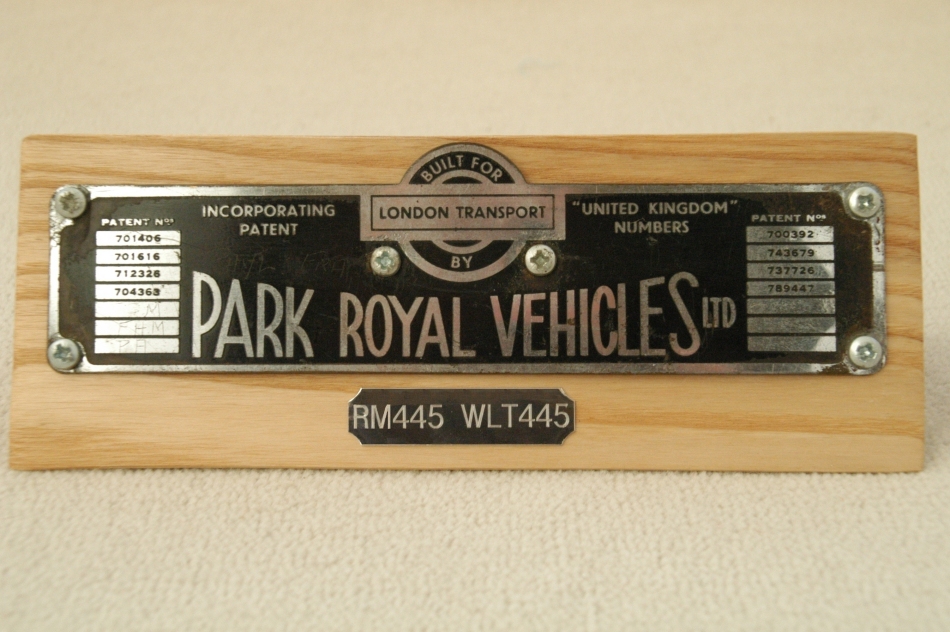 BUILT FOR
LONDON TRANSPORT
BY
INCORPORATING
PATENT
"UNITED KINGDOM"
NUMBERS
PATENT Nos
701406
701616
712326
704363
PATENT Nos
700392
743679
737726
789447
PARK ROYAL VEHICLES LTD
RM445 WLT445